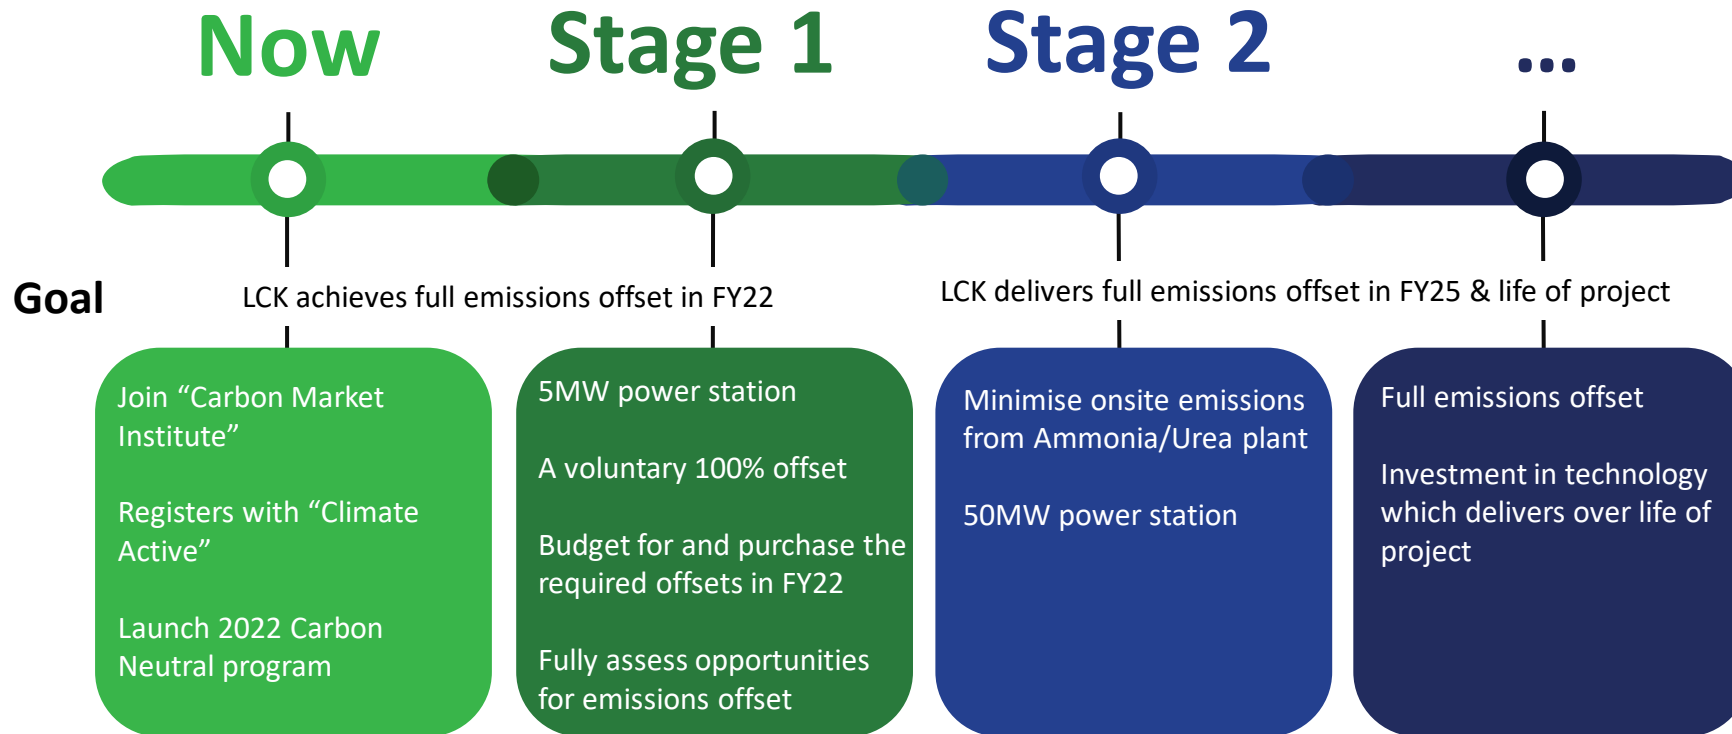 Now
Stage 1
Stage 2
...
Goal
LCK achieves full emissions offset in FY22
LCK delivers full emissions offset in FY25 & life of project
Join “Carbon Market
Institute”
Registers with “Climate
Active”
Launch 2022 Carbon
Neutral program
5MW power station
A voluntary 100% offset
Budget for and purchase the
required offsets in FY22
Fully assess opportunities
for emissions offset
Minimise onsite emissions
from Ammonia/Urea plant
50MW power station
Full emissions offset
Investment in technology
which delivers over life of
project